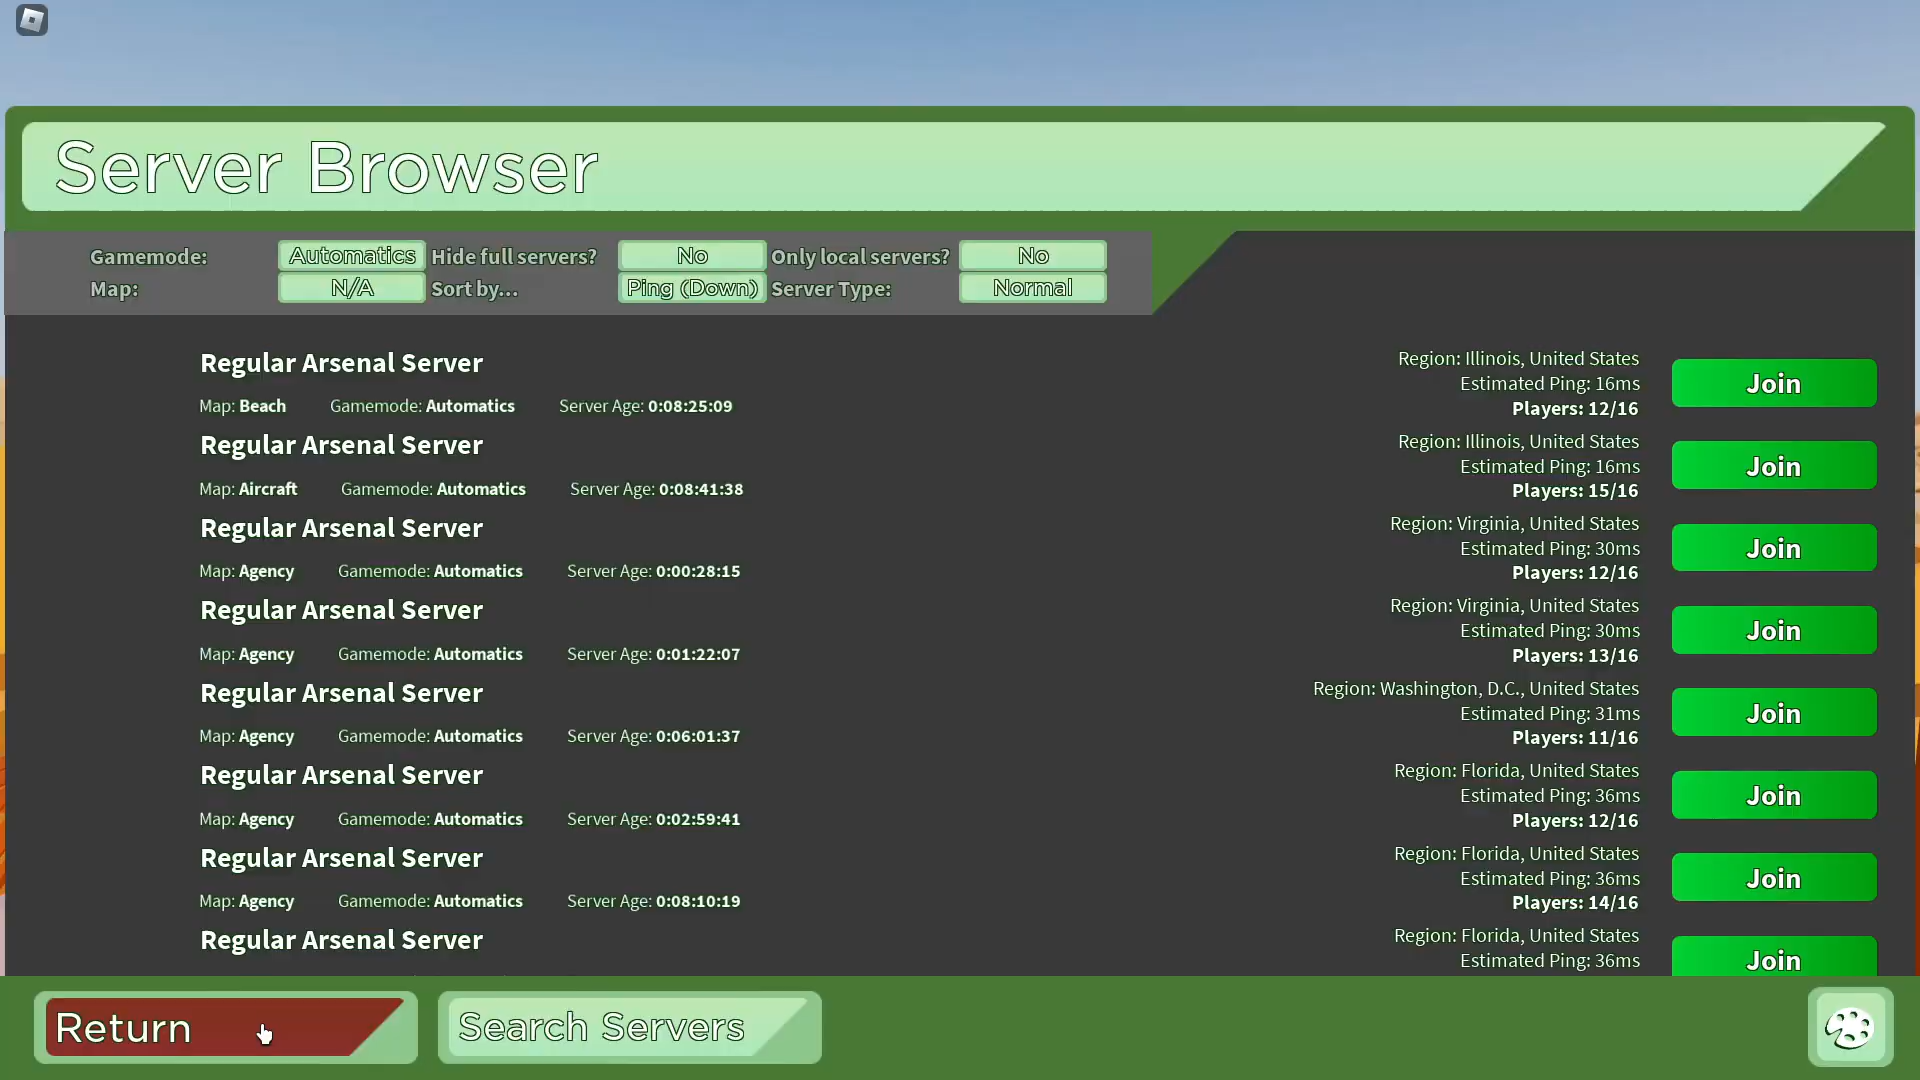 Server Browser
Gamemode: Automatics Hide full servers? No Only local servers? No
Map: N/A Sort by... Ping (Down) Server Type: Normal
Regular Arsenal Server
Map: Beach Gamemode: Automatics Server Age: 0:08:25:09
Region: Illinois, United States
Estimated Ping: 16ms
Players: 12/16
Join
Regular Arsenal Server
Map: Aircraft Gamemode: Automatics Server Age: 0:08:41:38
Region: Illinois, United States
Estimated Ping: 16ms
Players: 15/16
Join
Regular Arsenal Server
Map: Agency Gamemode: Automatics Server Age: 0:00:28:15
Region: Virginia, United States
Estimated Ping: 30ms
Players: 12/16
Join
Regular Arsenal Server
Map: Agency Gamemode: Automatics Server Age: 0:01:22:07
Region: Virginia, United States
Estimated Ping: 30ms
Players: 13/16
Join
Regular Arsenal Server
Map: Agency Gamemode: Automatics Server Age: 0:06:01:37
Region: Washington, D.C., United States
Estimated Ping: 31ms
Players: 11/16
Join
Regular Arsenal Server
Map: Agency Gamemode: Automatics Server Age: 0:02:59:41
Region: Florida, United States
Estimated Ping: 36ms
Players: 12/16
Join
Regular Arsenal Server
Map: Agency Gamemode: Automatics Server Age: 0:08:10:19
Region: Florida, United States
Estimated Ping: 36ms
Players: 14/16
Join
Regular Arsenal Server
Region: Florida, United States
Estimated Ping: 36ms
Join
Return
Search Servers